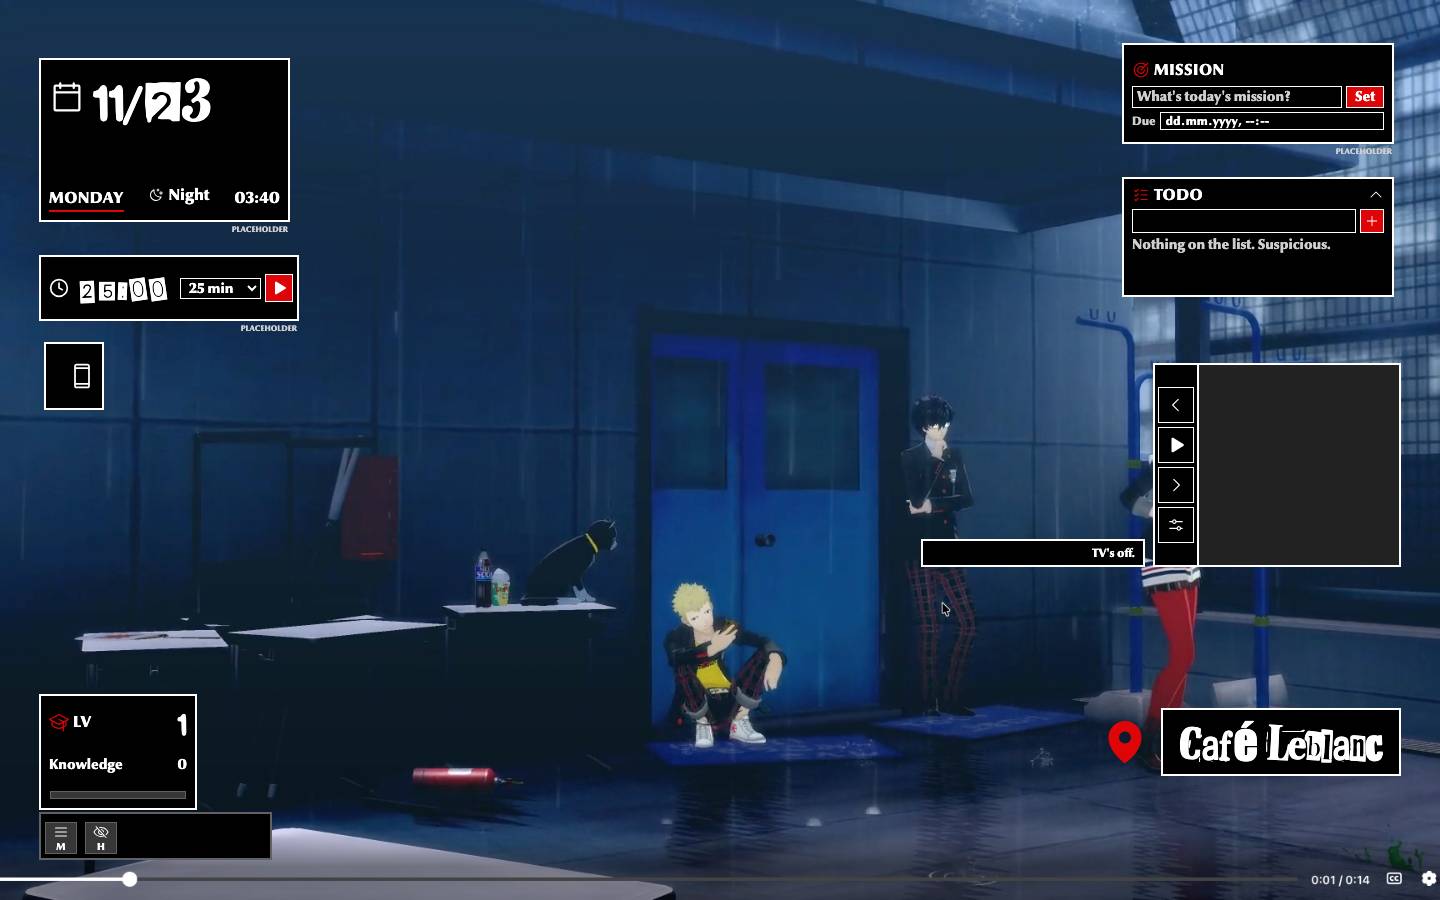 11/23
MONDAY
Night
03:40
PLACEHOLDER
25:00
25 min
PLACEHOLDER
MISSION
What's today's mission?
Set
Due
dd.mm.yyyy, --:--
PLACEHOLDER
TODO
+
Nothing on the list. Suspicious.
TV's off.
LV
1
Knowledge
0
M
H
Café Leblanc
0:01 / 0:14
CC